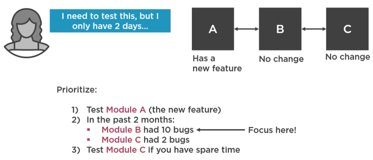 I need to test this, but I
only have 2 days...
A
B
C
Has a
new feature
No change
No change
Prioritize:
1) Test Module A (the new feature)
2) In the past 2 months:
▪ Module B had 10 bugs
Focus here!
▪ Module C had 2 bugs
3) Test Module C if you have spare time